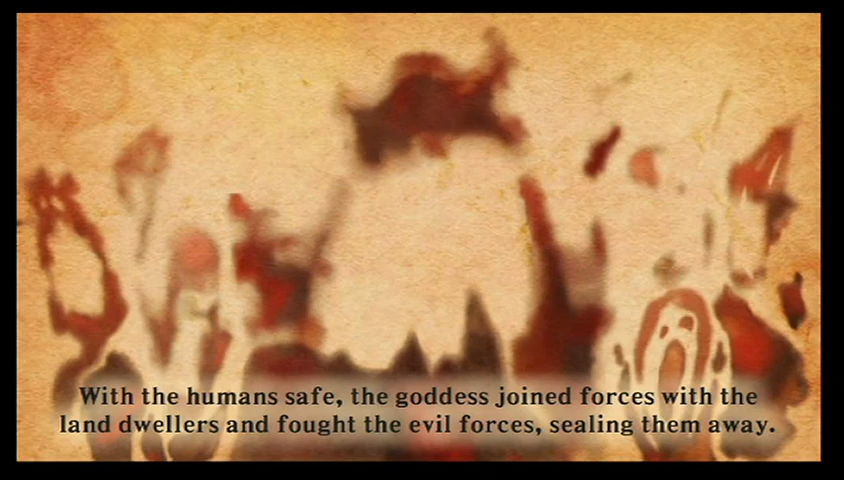 With the humans safe, the goddess joined forces with the
land dwellers and fought the evil forces, sealing them away.